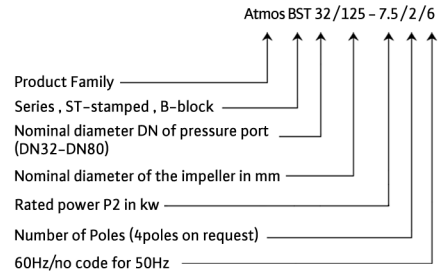 Atmos BST 32/125 – 7.5/2/6
Product Family
Series , ST-stamped , B-block
Nominal diameter DN of pressure port
(DN32-DN80)
Nominal diameter of the impeller in mm
Rated power P2 in kw
Number of Poles (4poles on request)
60Hz/no code for 50Hz